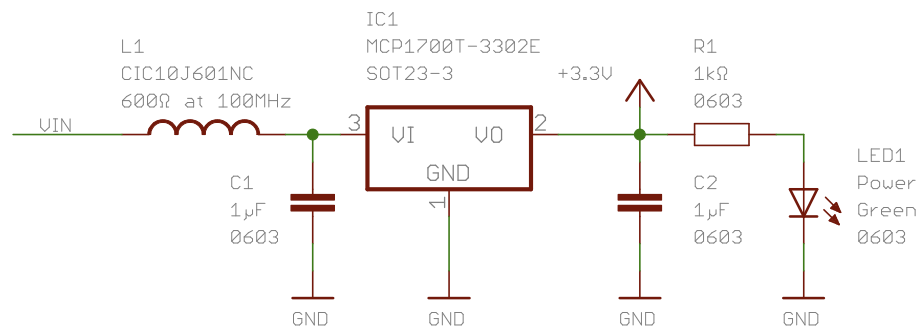 L1
CIC10J601NC
600Ω at 100MHz
IC1
MCP1700T-3302E
SOT23-3
+3.3V
R1
1kΩ
0603
VIN
3
VI
VO
2
GND
1
C1
1µF
0603
C2
1µF
0603
LED1
Power
Green
0603
GND
GND
GND
GND